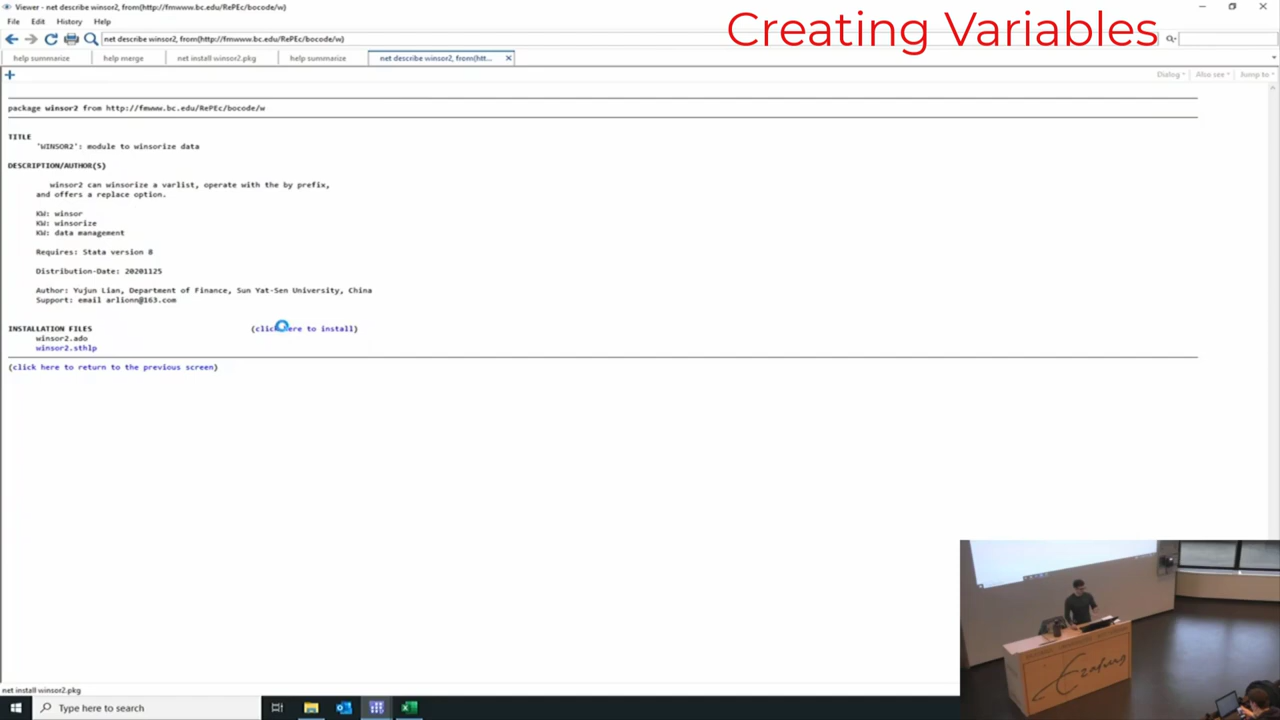 Viewer - net describe winsor2, from(http://fmwww.bc.edu/RePEc/bocode/w)
Creating Variables
File Edit History Help
net describe winsor2, from(http://fmwww.bc.edu/RePEc/bocode/w)
help summarize help merge net install winsor2.pkg help summarize net describe winsor2, from(htt...
Dialog Also see Jump to
package winsor2 from http://fmwww.bc.edu/RePEc/bocode/w
TITLE
'WINSOR2': module to winsorize data
DESCRIPTION/AUTHOR(S)
winsor2 can winsorize a varlist, operate with the by prefix,
and offers a replace option.
KW: winsor
KW: winsorize
KW: data management
Requires: Stata version 8
Distribution-Date: 20201125
Author: Yujun Lian, Department of Finance, Sun Yat-Sen University, China
Support: email arlionn@163.com
INSTALLATION FILES (click here to install)
winsor2.ado
winsor2.sthlp
(click here to return to the previous screen)
Erasmus
net install winsor2.pkg
Type here to search